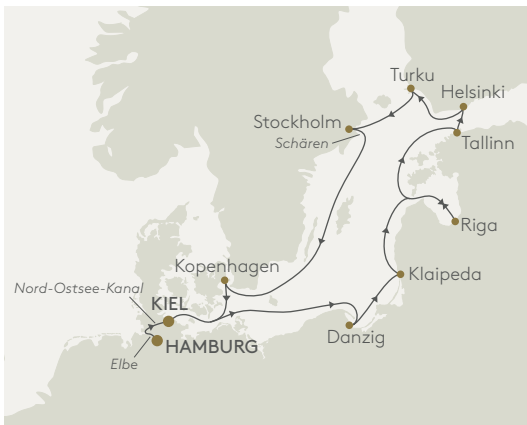 Turku
Helsinki
Stockholm
Schären
Tallinn
Riga
Kopenhagen
Klaipeda
Nord-Ostsee-Kanal
KIEL
Danzig
HAMBURG
Elbe